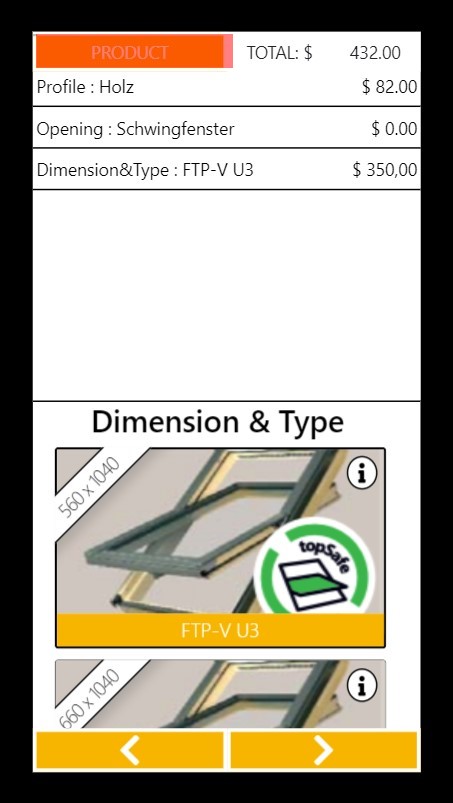 PRODUCT TOTAL: $ 432.00
Profile : Holz $ 82.00
Opening : Schwingfenster $ 0.00
Dimension&Type : FTP-V U3 $ 350,00
Dimension & Type
560 x 1040
i
topSafe
FTP-V U3
660 x 1040
i